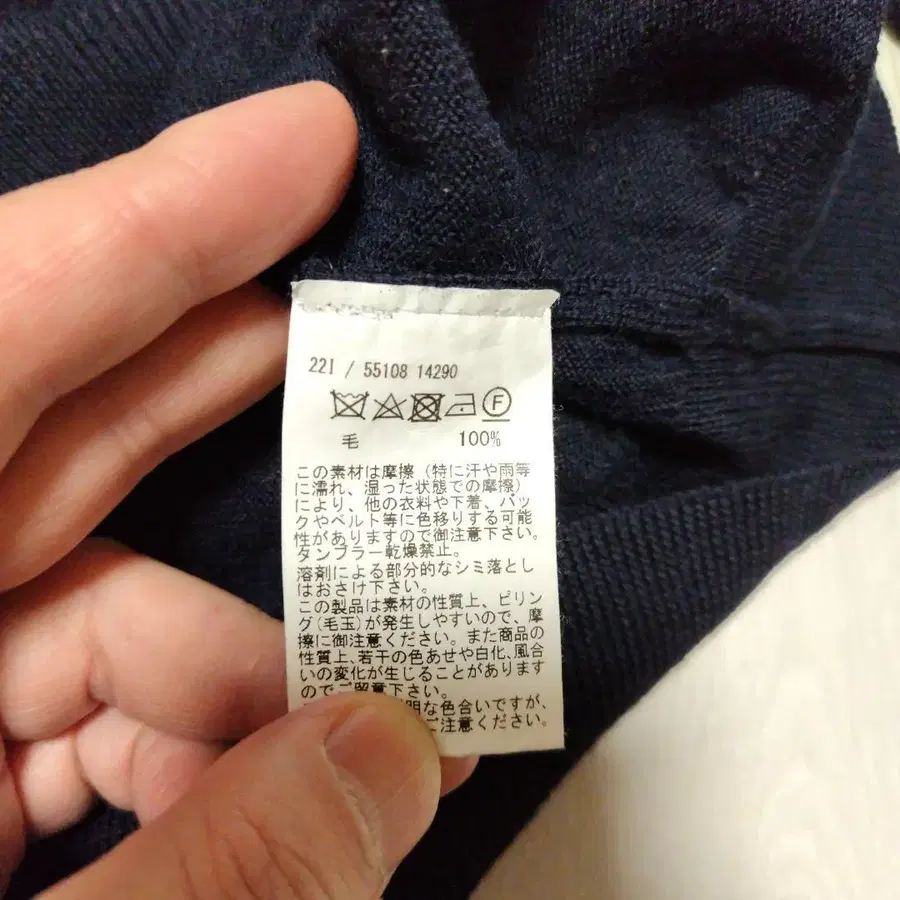 221 / 55108 14290
F
毛 100%
この素材は摩擦（特に汗や雨等
に濡れ、湿った状態での摩擦）
により、他の衣料や下着、バッ
グやベルト等に色移りする可能
性がありますので御注意下さい。
タンブラー乾燥禁止。
溶剤による部分的なシミ落とし
はおさけ下さい。
この製品は素材の性質上、ピリン
グ(毛玉)が発生しやすいので、摩
擦に御注意ください。また商品の
性質上、若干の色あせや白化、風合
いの変化が生じることがあります
のでご留意下さい。
明な色合いですが、
ご注意ください。